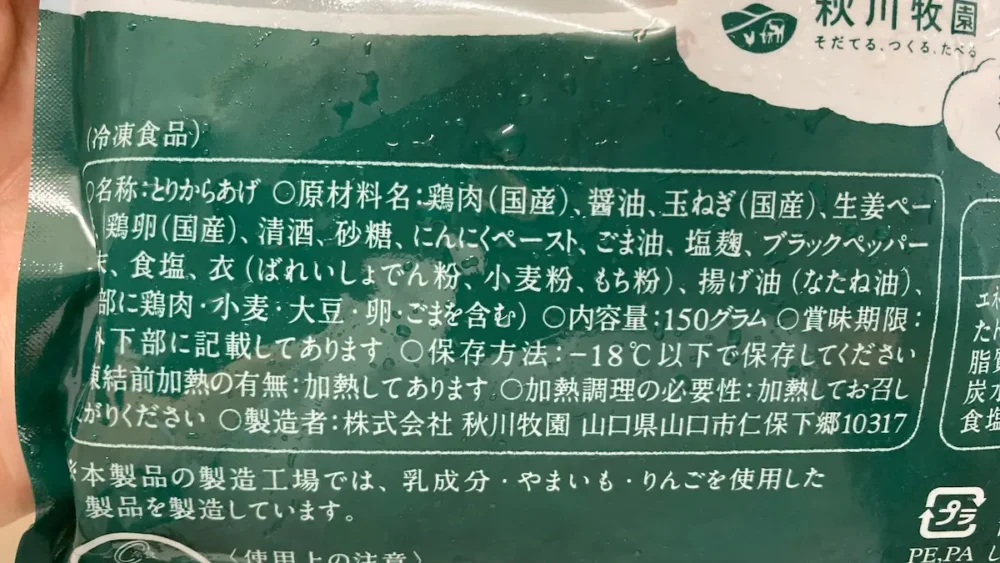 秋川牧園
そだてる、つくる、たべる
(冷凍食品)
○名称:とりからあげ ○原材料名:鶏肉(国産)、醤油、玉ねぎ(国産)、生姜ペー
、鶏卵(国産)、清酒、砂糖、にんにくペースト、ごま油、塩麹、ブラックペッパー
末、食塩、衣(ばれいしょでん粉、小麦粉、もち粉)、揚げ油(なたね油)、
部に鶏肉・小麦・大豆・卵・ごまを含む) ○内容量:150グラム ○賞味期限:
外下部に記載してあります ○保存方法:-18℃以下で保存してください
凍結前加熱の有無:加熱してあります ○加熱調理の必要性:加熱してお召し
がりください ○製造者:株式会社 秋川牧園 山口県山口市仁保下郷10317
※本製品の製造工場では、乳成分・やまいも・りんごを使用した
製品を製造しています。
〈使用上の注意〉
エネ
たん
脂質
炭水
食塩
プラ
PE,PA